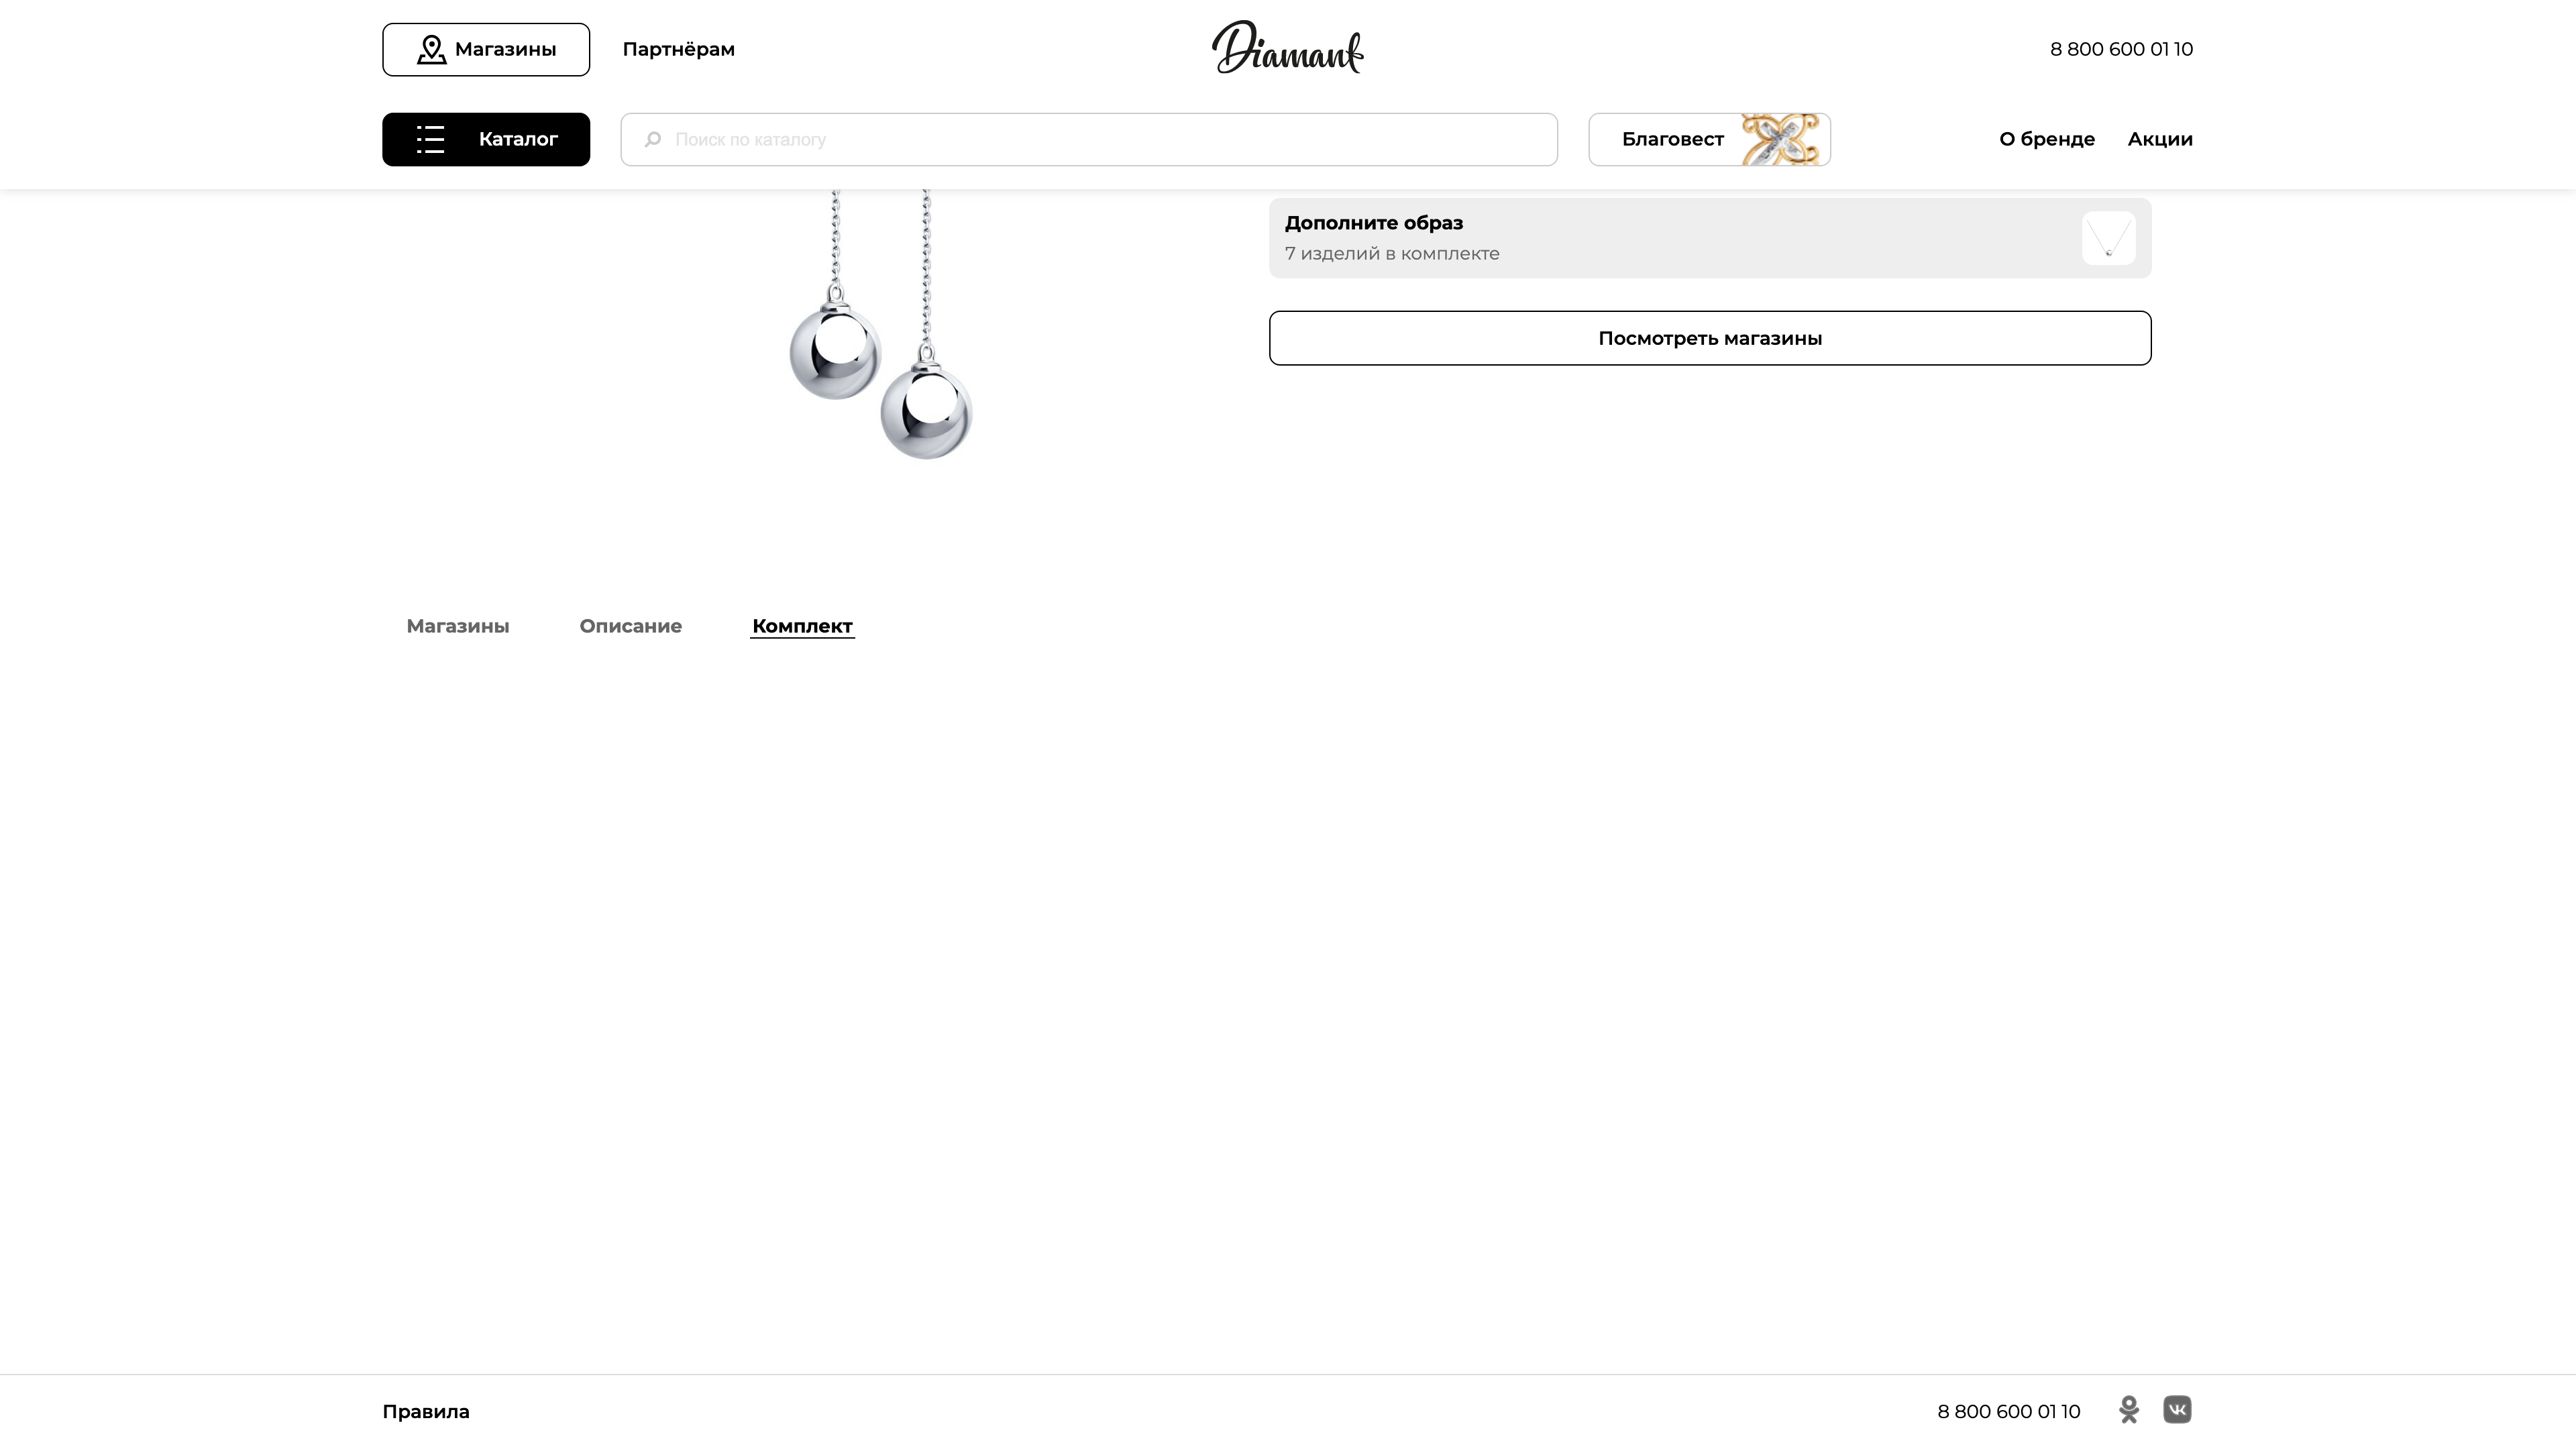 Магазины
Партнёрам
Diamant
8 800 600 01 10
Каталог
Поиск по каталогу
Благовест
О бренде
Акции
Дополните образ
7 изделий в комплекте
Посмотреть магазины
Магазины
Описание
Комплект
Правила
8 800 600 01 10